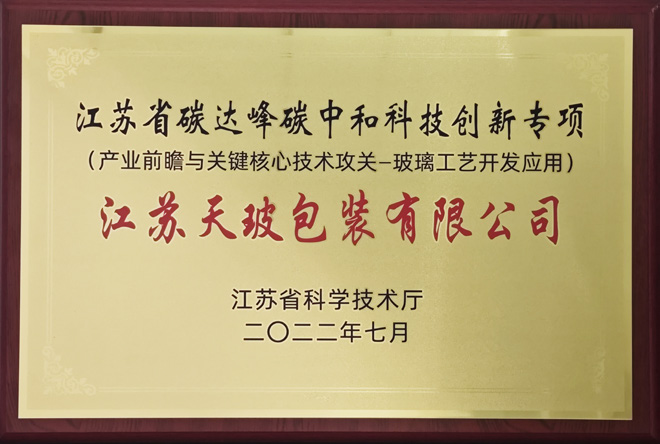 江苏省碳达峰碳中和科技创新专项
（产业前瞻与关键核心技术攻关-玻璃工艺开发应用）
江苏天玻包装有限公司
江苏省科学技术厅
二〇二二年七月